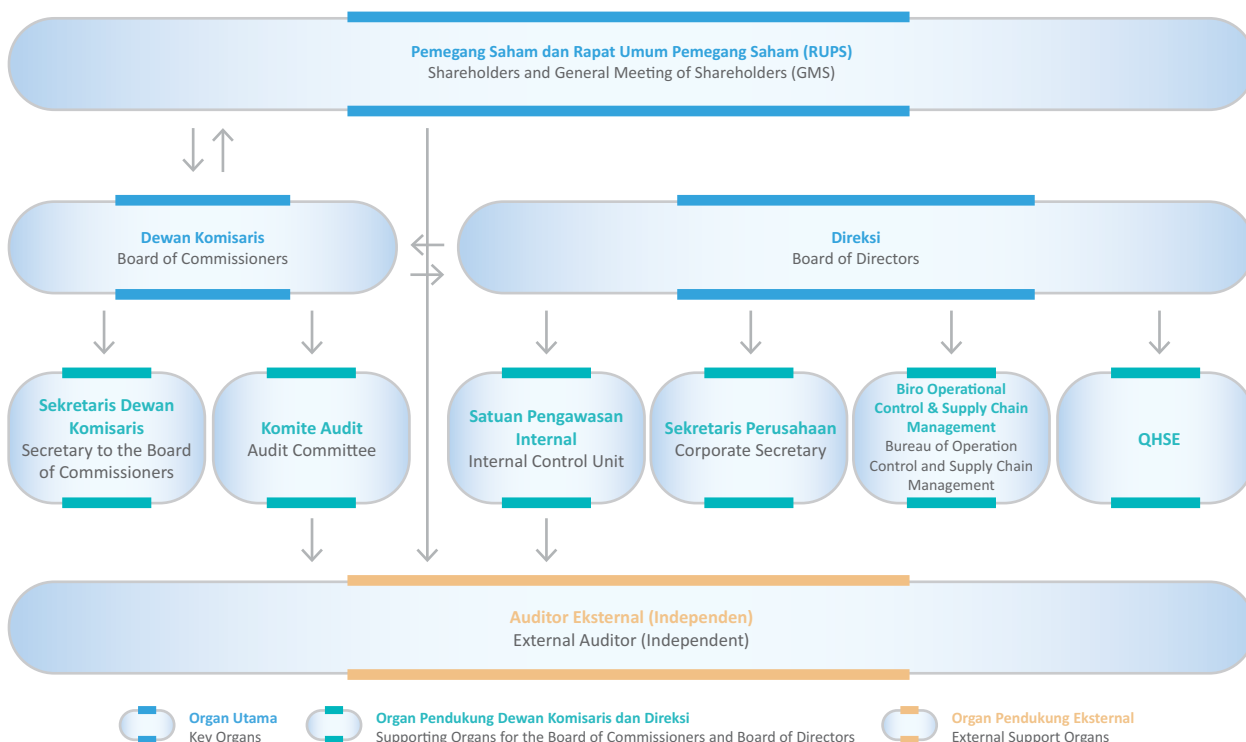 Pemegang Saham dan Rapat Umum Pemegang Saham (RUPS)
Shareholders and General Meeting of Shareholders (GMS)
Dewan Komisaris
Board of Commissioners
Direksi
Board of Directors
Sekretaris Dewan
Komisaris
Secretary to the Board
of Commissioners
Komite Audit
Audit Committee
Satuan Pengawasan
Internal
Internal Control Unit
Sekretaris Perusahaan
Corporate Secretary
Biro Operational
Control & Supply Chain
Management
Bureau of Operation
Control and Supply Chain
Management
QHSE
Auditor Eksternal (Independen)
External Auditor (Independent)
Organ Utama
Key Organs
Organ Pendukung Dewan Komisaris dan Direksi
Supporting Organs for the Board of Commissioners and Board of Directors
Organ Pendukung Eksternal
External Support Organs